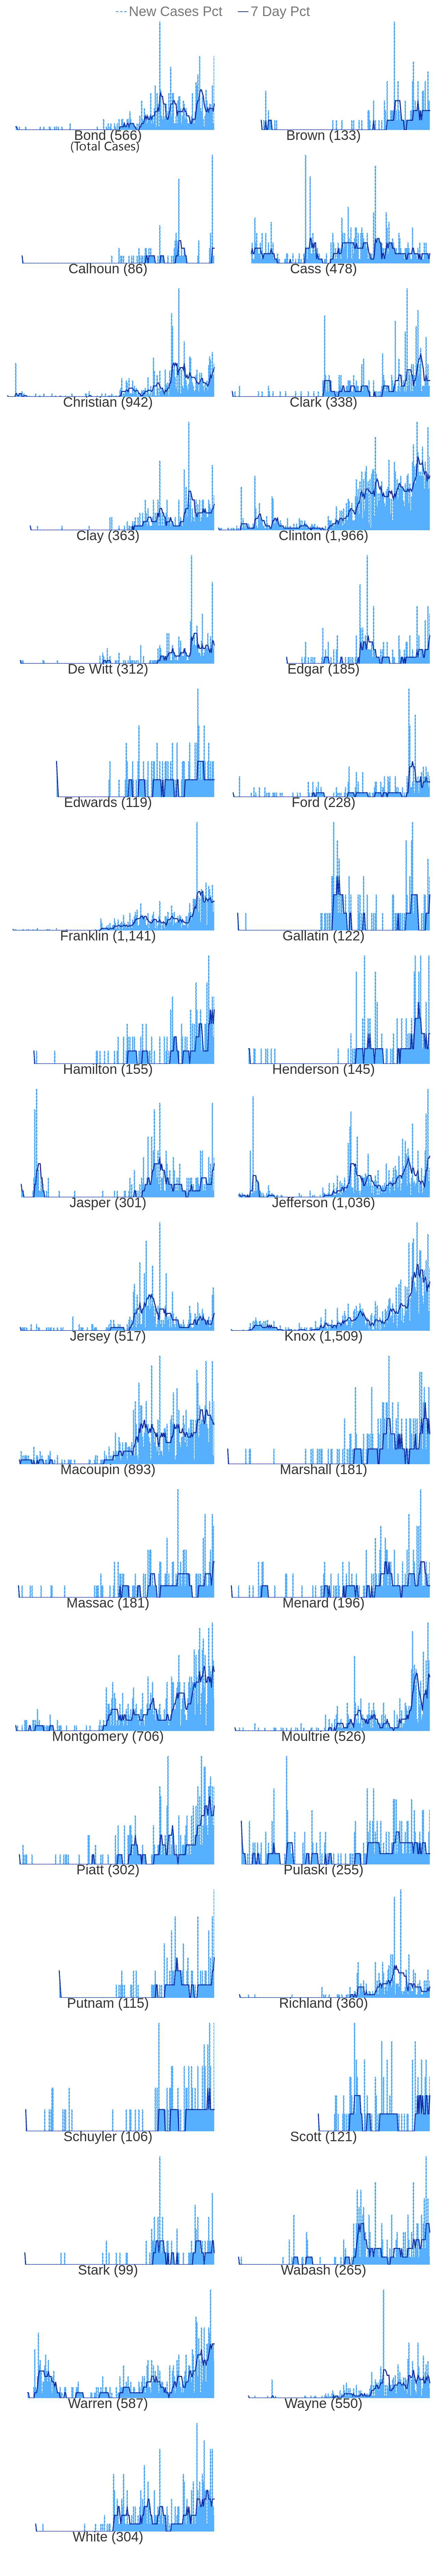 New Cases Pct 7 Day Pct
Bond (566) Brown (133)
(Total Cases)
Calhoun (86) Cass (478)
Christian (942) Clark (338)
Clay (363) Clinton (1,966)
De Witt (312) Edgar (185)
Edwards (119) Ford (228)
Franklin (1,141) Gallatin (122)
Hamilton (155) Henderson (145)
Jasper (301) Jefferson (1,036)
Jersey (517) Knox (1,509)
Macoupin (893) Marshall (181)
Massac (181) Menard (196)
Montgomery (706) Moultrie (526)
Piatt (302) Pulaski (255)
Putnam (115) Richland (360)
Schuyler (106) Scott (121)
Stark (99) Wabash (265)
Warren (587) Wayne (550)
White (304)